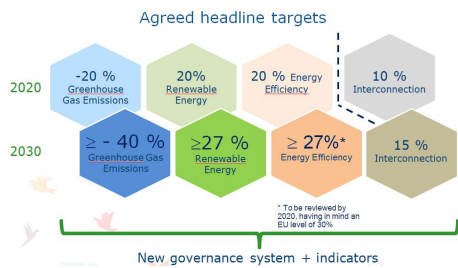 Agreed headline targets
2020
-20 %
Greenhouse
Gas Emissions
20%
Renewable
Energy
20 % Energy
Efficiency
10 %
Interconnection
2030
≥ - 40 %
Greenhouse Gas
Emissions
≥27 %
Renewable
Energy
≥ 27%*
Energy Efficiency
15 %
Interconnection
* To be reviewed by
2020, having in mind an
EU level of 30%
New governance system + indicators